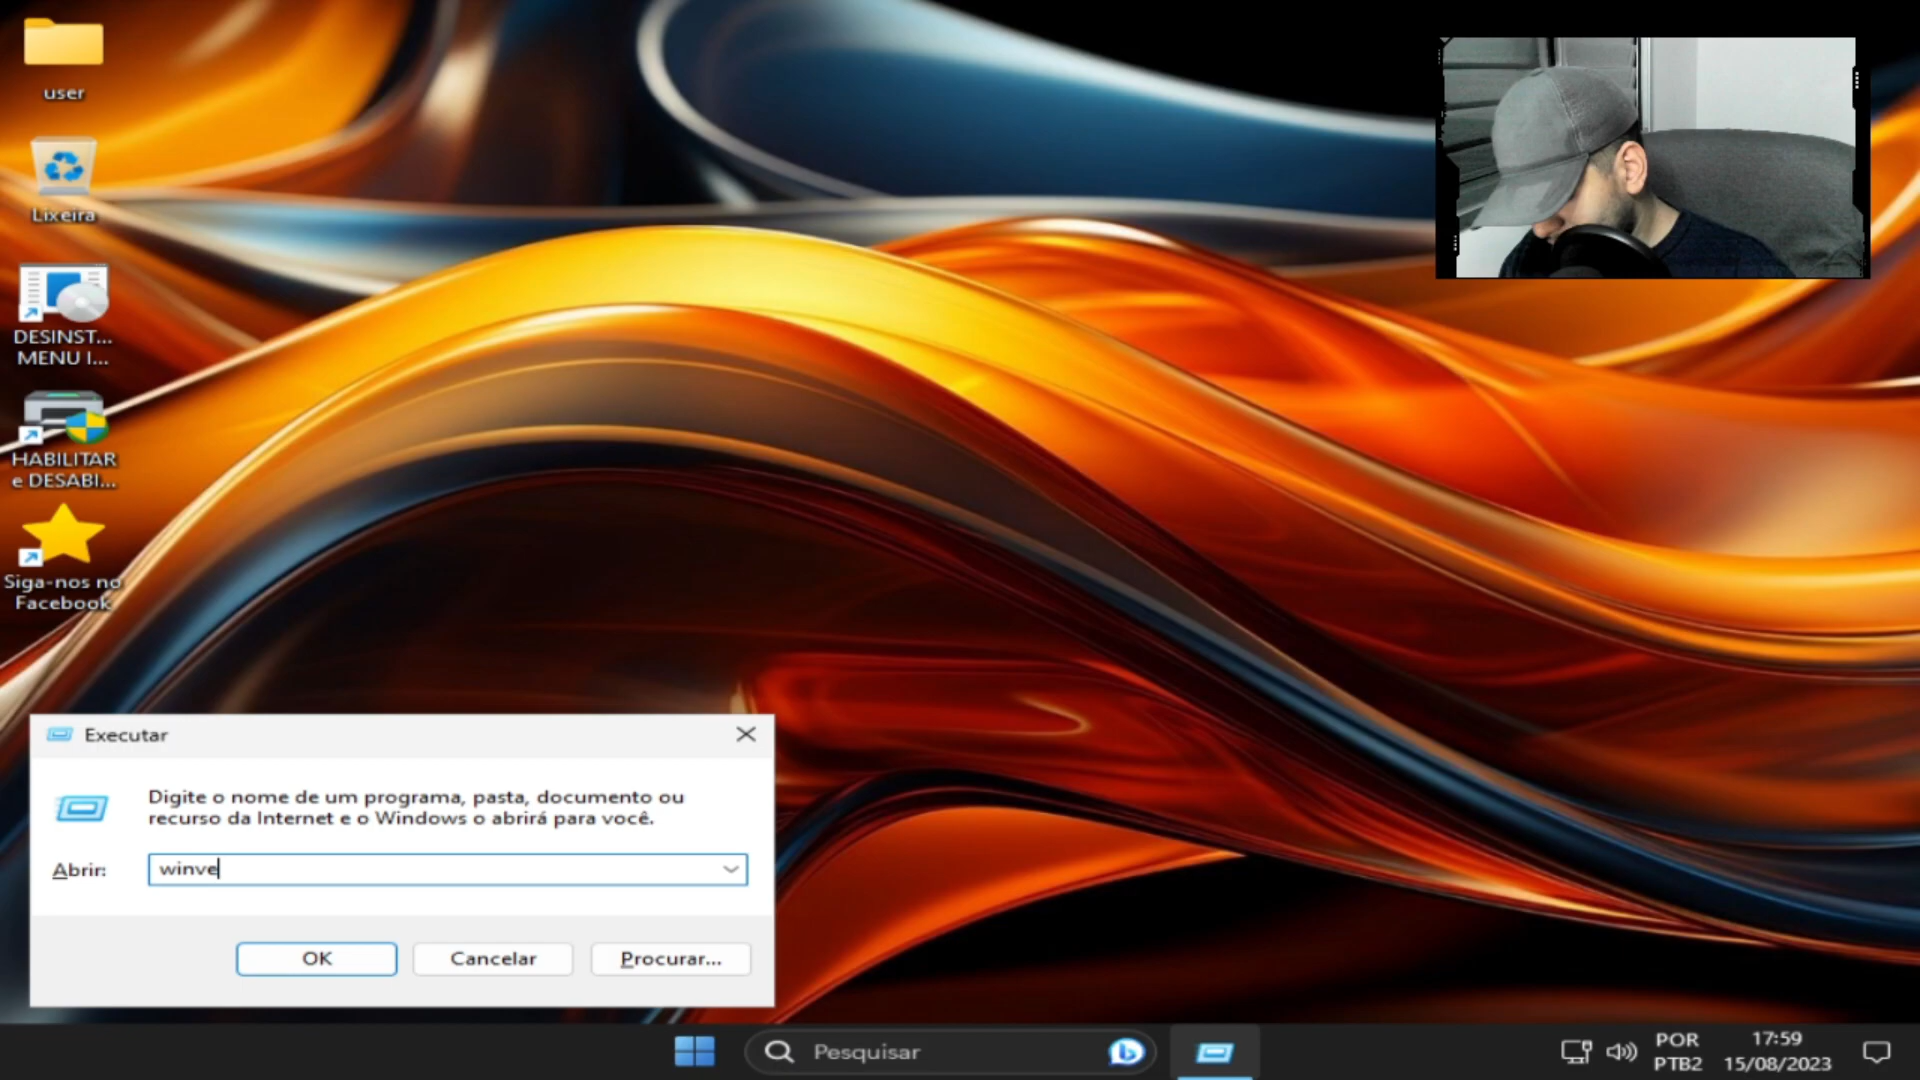 user
Lixeira
DESINST...
MENU I...
HABILITAR
e DESABI...
Siga-nos no
Facebook
Executar
Digite o nome de um programa, pasta, documento ou
recurso da Internet e o Windows o abrirá para você.
Abrir:
winve
OK
Cancelar
Procurar...
Pesquisar
POR
PTB2
17:59
15/08/2023